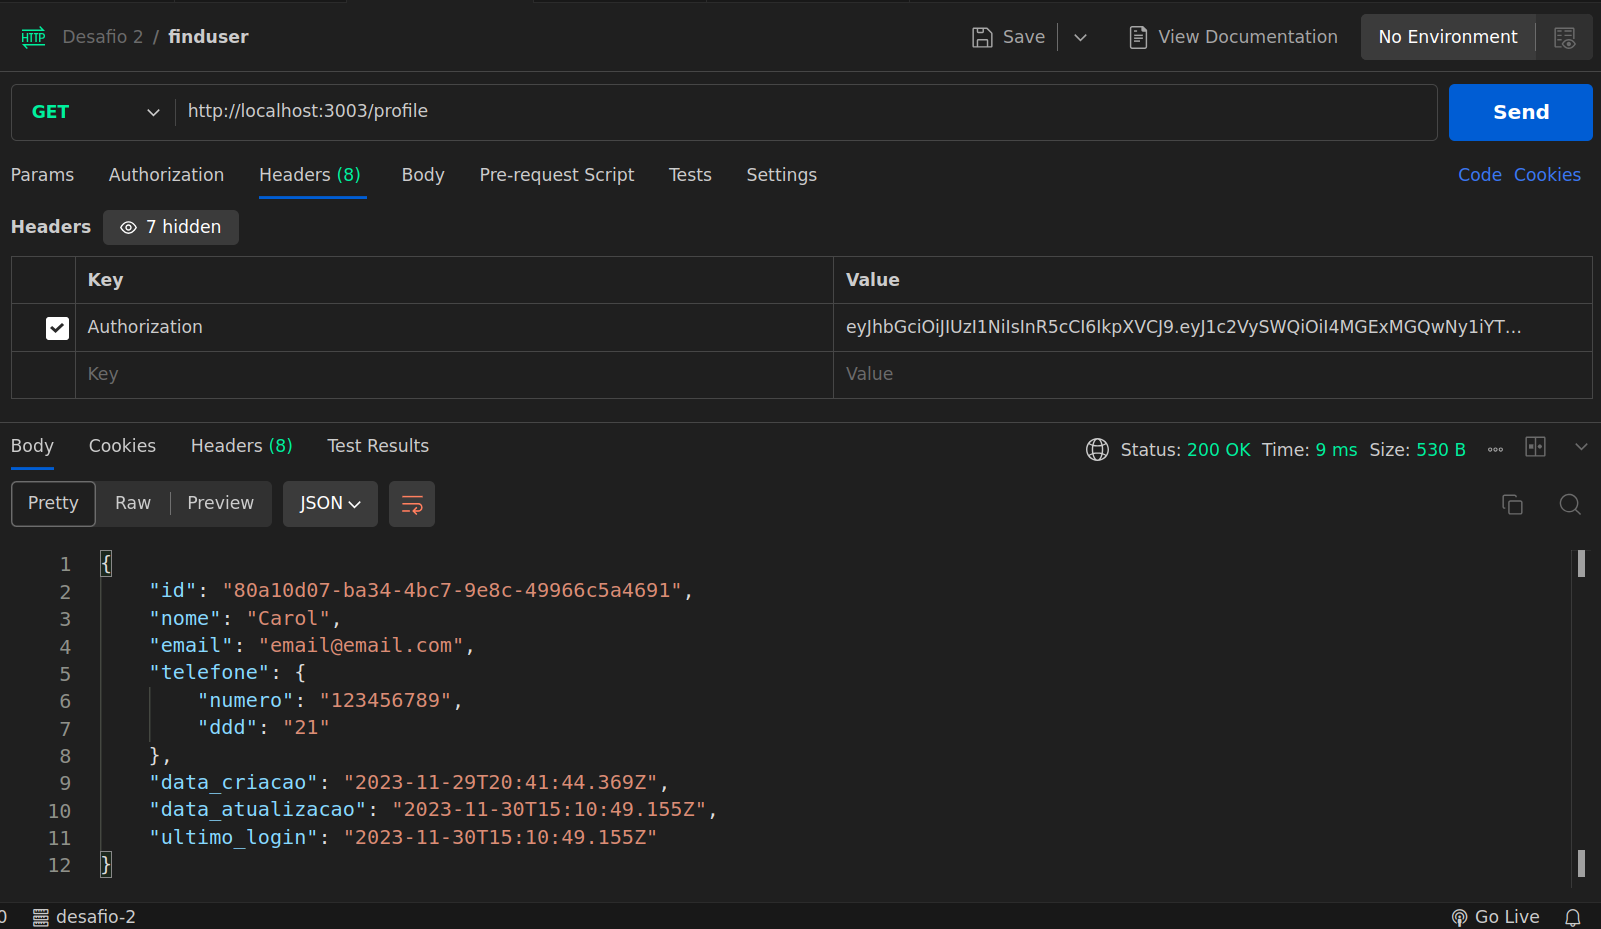 HTTP Desafio 2 / finduser Save View Documentation No Environment
GET http://localhost:3003/profile Send
Params Authorization Headers (8) Body Pre-request Script Tests Settings Code Cookies
Headers 7 hidden
Key Value
Authorization eyJhbGciOiJIUzI1NiIsInR5cCI6IkpXVCJ9.eyJ1c2VySWQiOiI4MGExMGQwNy1iYT...
Key Value
Body Cookies Headers (8) Test Results Status: 200 OK Time: 9 ms Size: 530 B
Pretty Raw Preview JSON
1 {
2 "id": "80a10d07-ba34-4bc7-9e8c-49966c5a4691",
3 "nome": "Carol",
4 "email": "email@email.com",
5 "telefone": {
6 "numero": "123456789",
7 "ddd": "21"
8 },
9 "data_criacao": "2023-11-29T20:41:44.369Z",
10 "data_atualizacao": "2023-11-30T15:10:49.155Z",
11 "ultimo_login": "2023-11-30T15:10:49.155Z"
12 }
0 desafio-2 Go Live